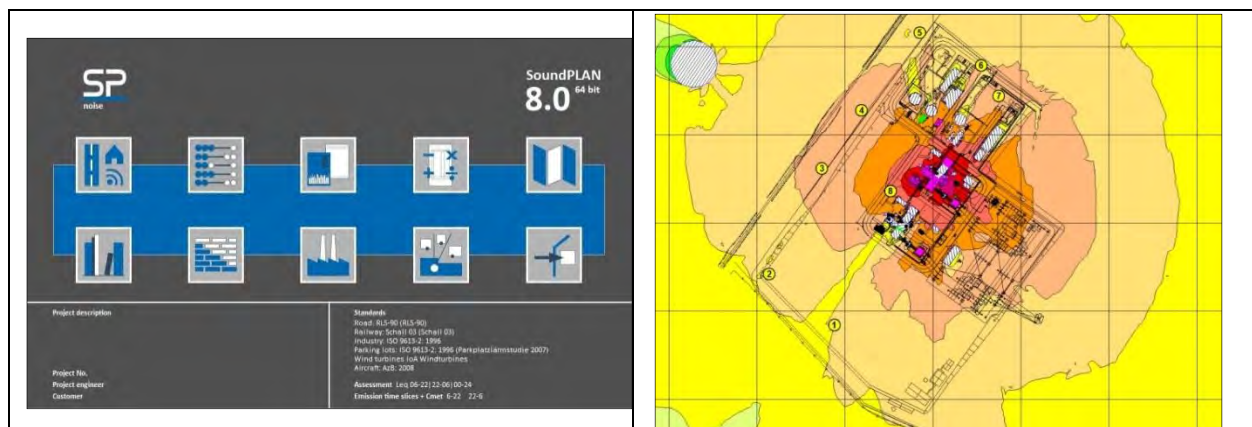 SP
noise
SoundPLAN
8.0 64 bit
Project description
Project No.
Project engineer
Customer
Standards
Road: RLS-90 (RLS-90)
Railway: Schall 03 (Schall 03)
Industry: ISO 9613-2: 1996
Parking lots: ISO 9613-2: 1996 (Parkplatzlärmstudie 2007)
Wind turbines IoA Windturbines
Aircraft: AzB: 2008
Assessment Leq 06-22|22-06|00-24
Emission time slices + Cmet 6-22 22-6
5
6
7
4
3
8
2
1